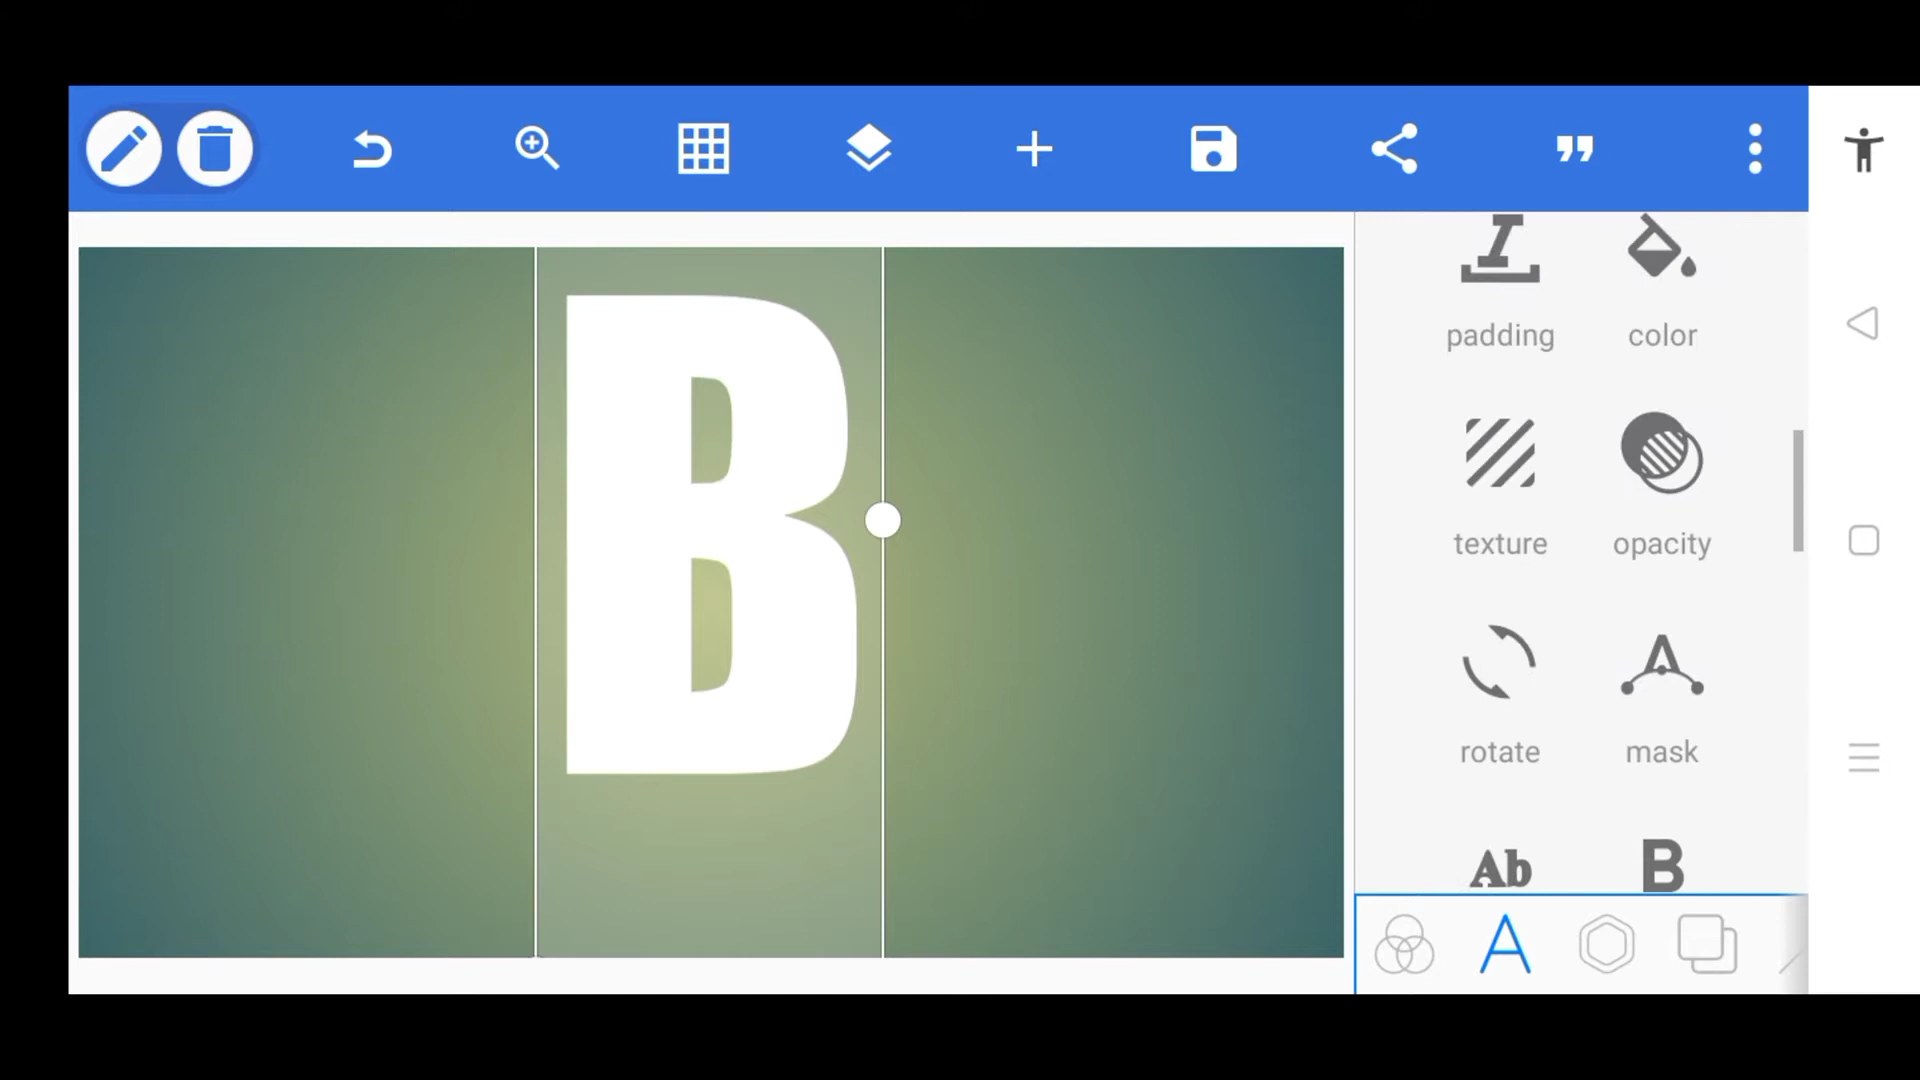 B
padding color
texture opacity
rotate mask
Ab B
A